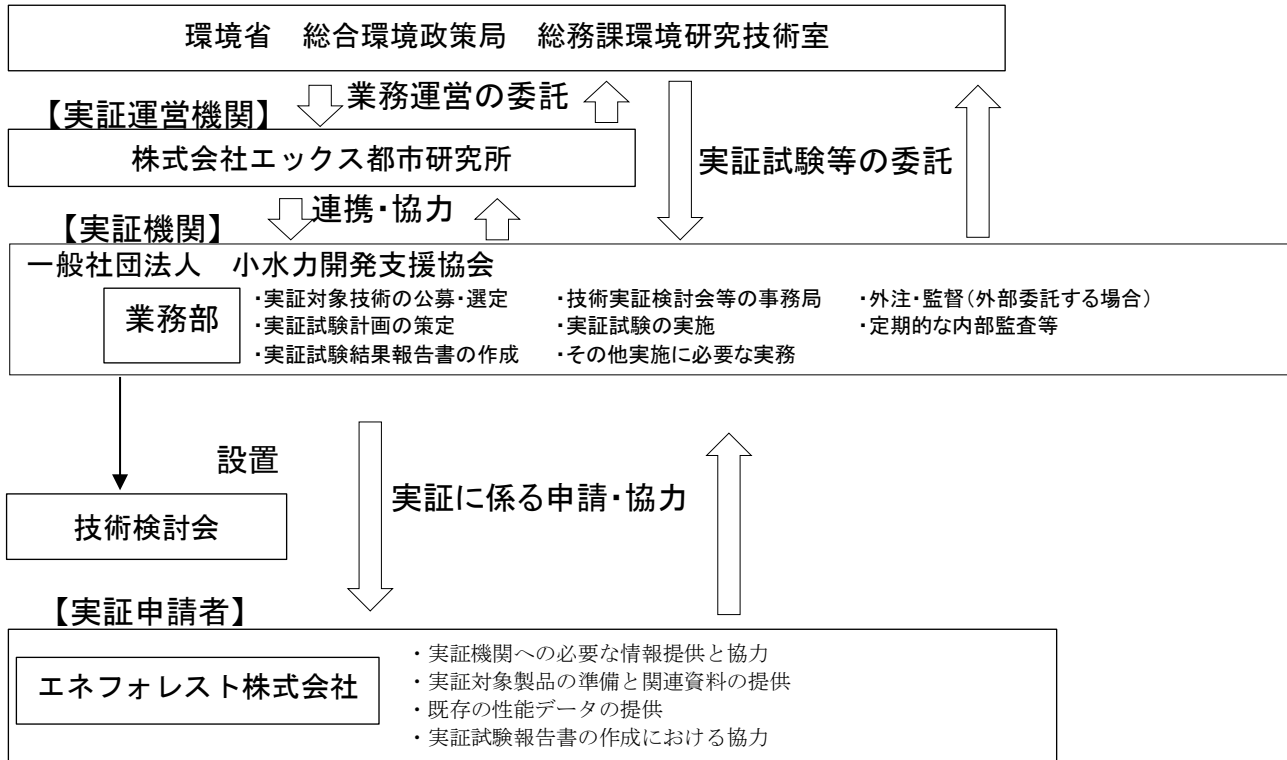 環境省　総合環境政策局　総務課環境研究技術室
業務運営の委託
【実証運営機関】
株式会社エックス都市研究所
実証試験等の委託
連携・協力
【実証機関】
一般社団法人　小水力開発支援協会
業務部
・実証対象技術の公募・選定
・実証試験計画の策定
・実証試験結果報告書の作成
・技術実証検討会等の事務局
・実証試験の実施
・その他実施に必要な実務
・外注・監督（外部委託する場合）
・定期的な内部監査等
設置
実証に係る申請・協力
技術検討会
【実証申請者】
エネフォレスト株式会社
・実証機関への必要な情報提供と協力
・実証対象製品の準備と関連資料の提供
・既存の性能データの提供
・実証試験報告書の作成における協力